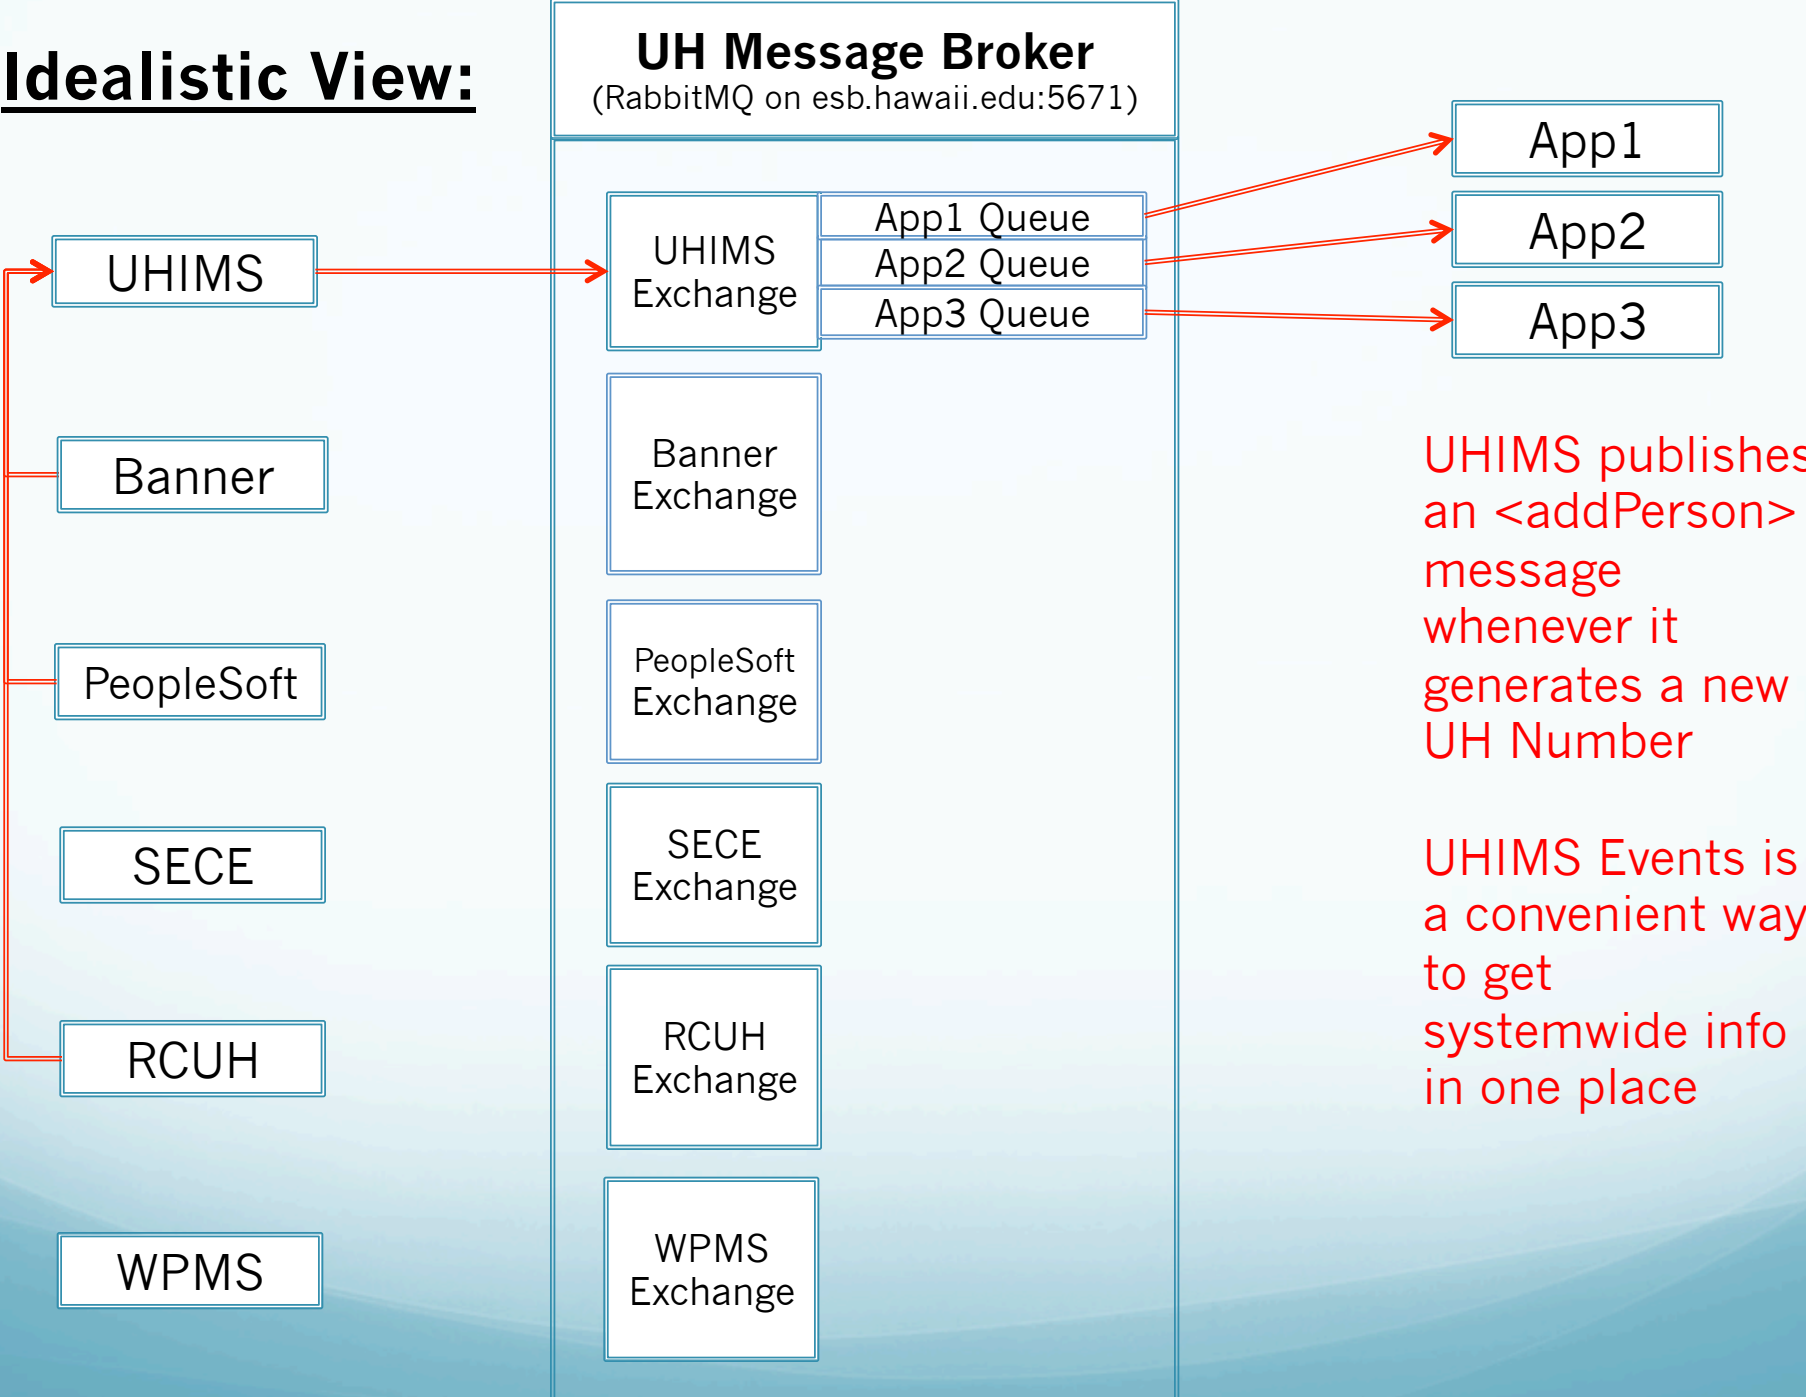 Idealistic View:
UH Message Broker
(RabbitMQ on esb.hawaii.edu:5671)
UHIMS
Banner
PeopleSoft
SECE
RCUH
WPMS
UHIMS
Exchange
App1 Queue
App2 Queue
App3 Queue
Banner
Exchange
PeopleSoft
Exchange
SECE
Exchange
RCUH
Exchange
WPMS
Exchange
App1
App2
App3
UHIMS publishes
an <addPerson>
message
whenever it
generates a new
UH Number
UHIMS Events is
a convenient way
to get
systemwide info
in one place